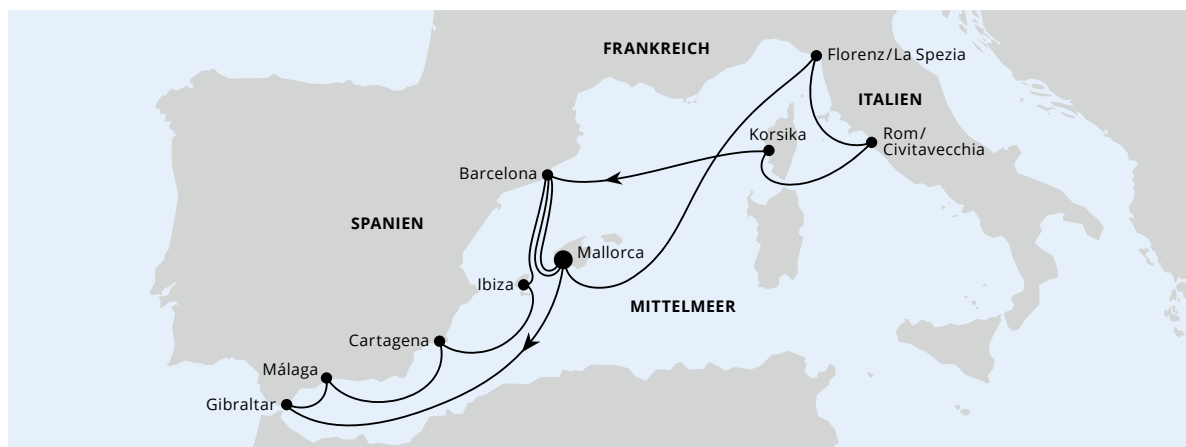 FRANKREICH
Florenz/La Spezia
ITALIEN
Korsika
Rom/
Civitavecchia
Barcelona
SPANIEN
Mallorca
Ibiza
MITTELMEER
Cartagena
Málaga
Gibraltar